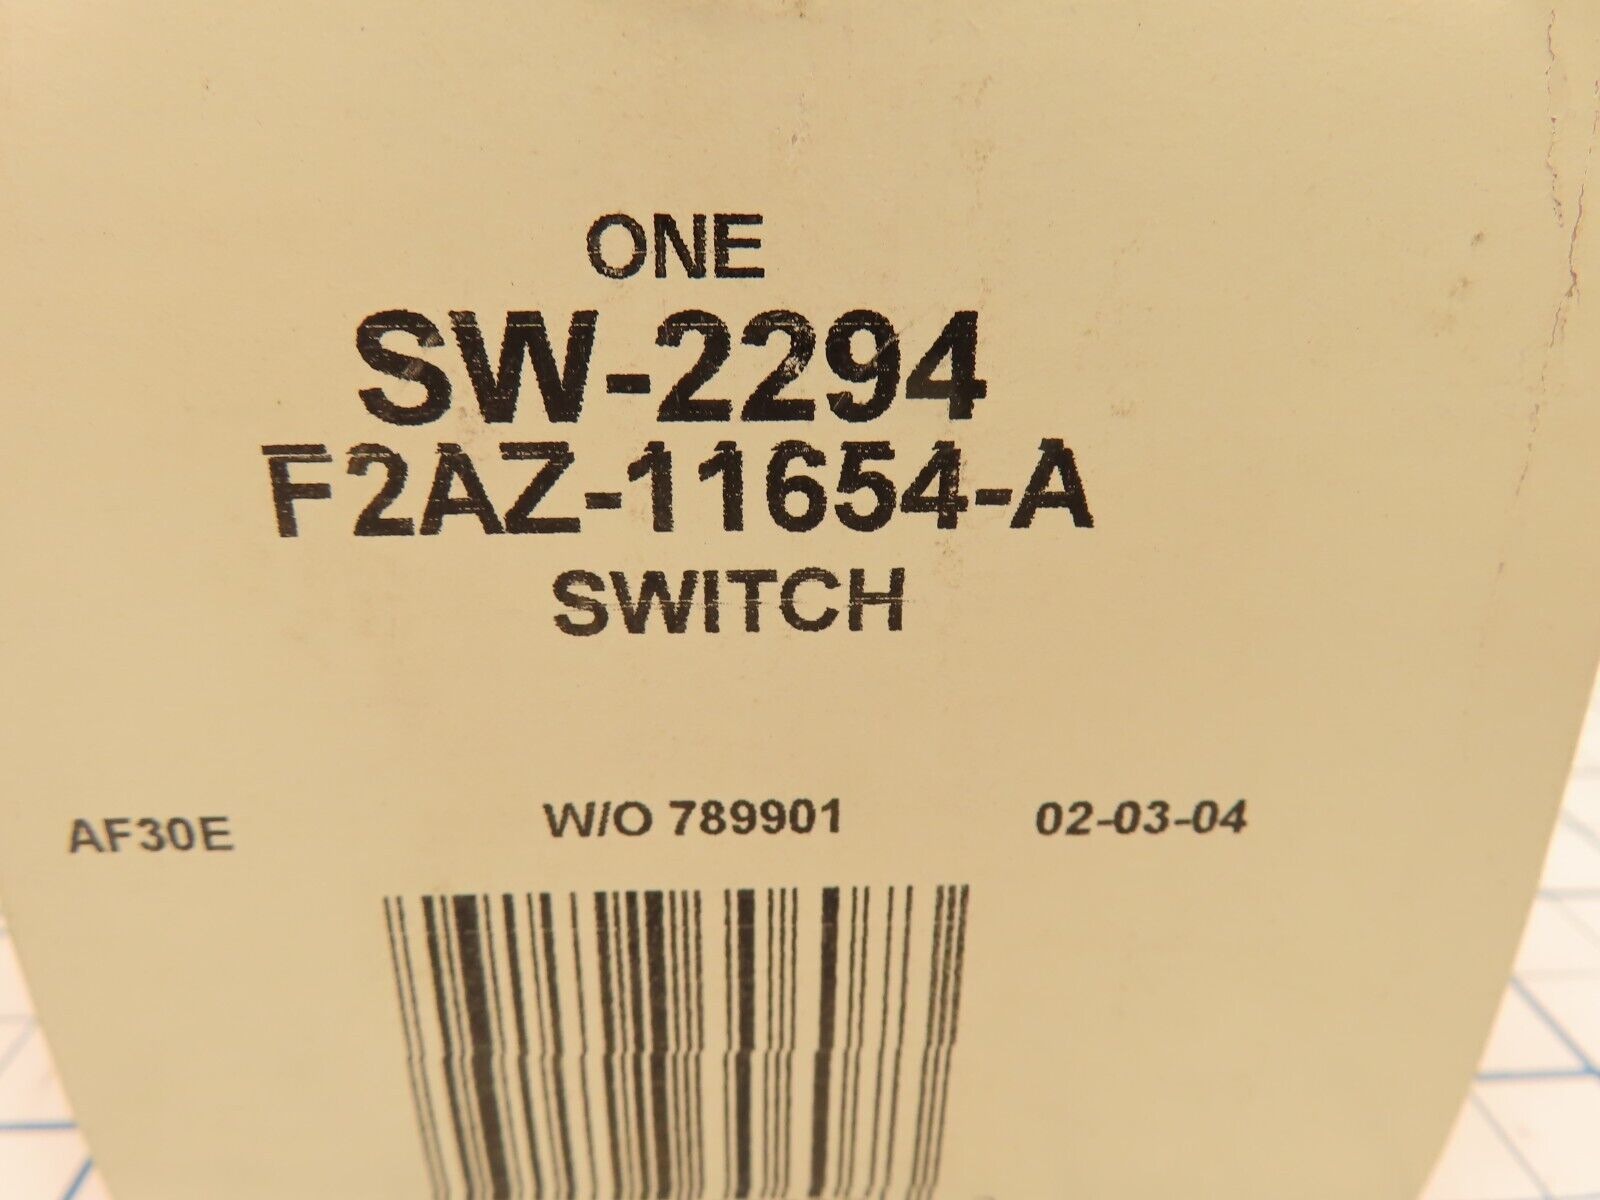 ONE
SW-2294
F2AZ-11654-A
SWITCH
AF30E W/O 789901 02-03-04